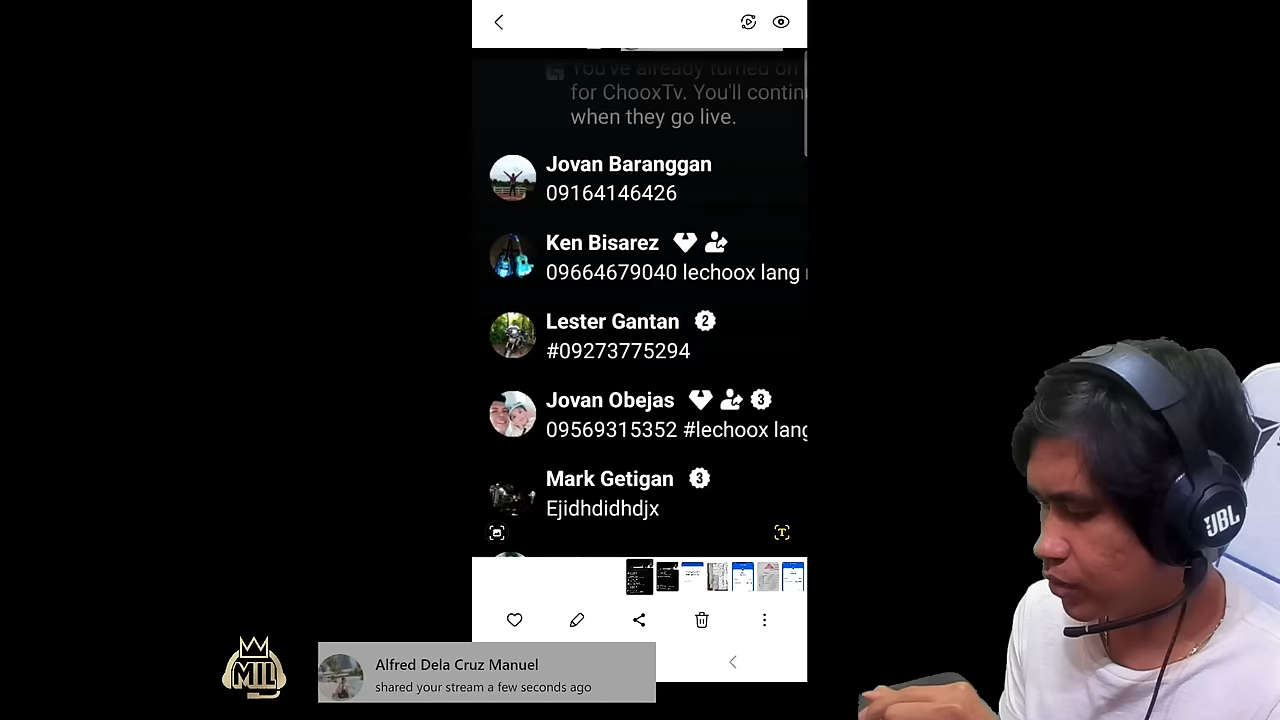 You've already turned on
for ChooxTv. You'll contin
when they go live.
Jovan Baranggan
09164146426
Ken Bisarez
09664679040 lechoox lang
Lester Gantan 2
#09273775294
Jovan Obejas 3
09569315352 #lechoox lang
Mark Getigan 3
Ejidhdidhdjx
T
JBL
MIL
Alfred Dela Cruz Manuel
shared your stream a few seconds ago